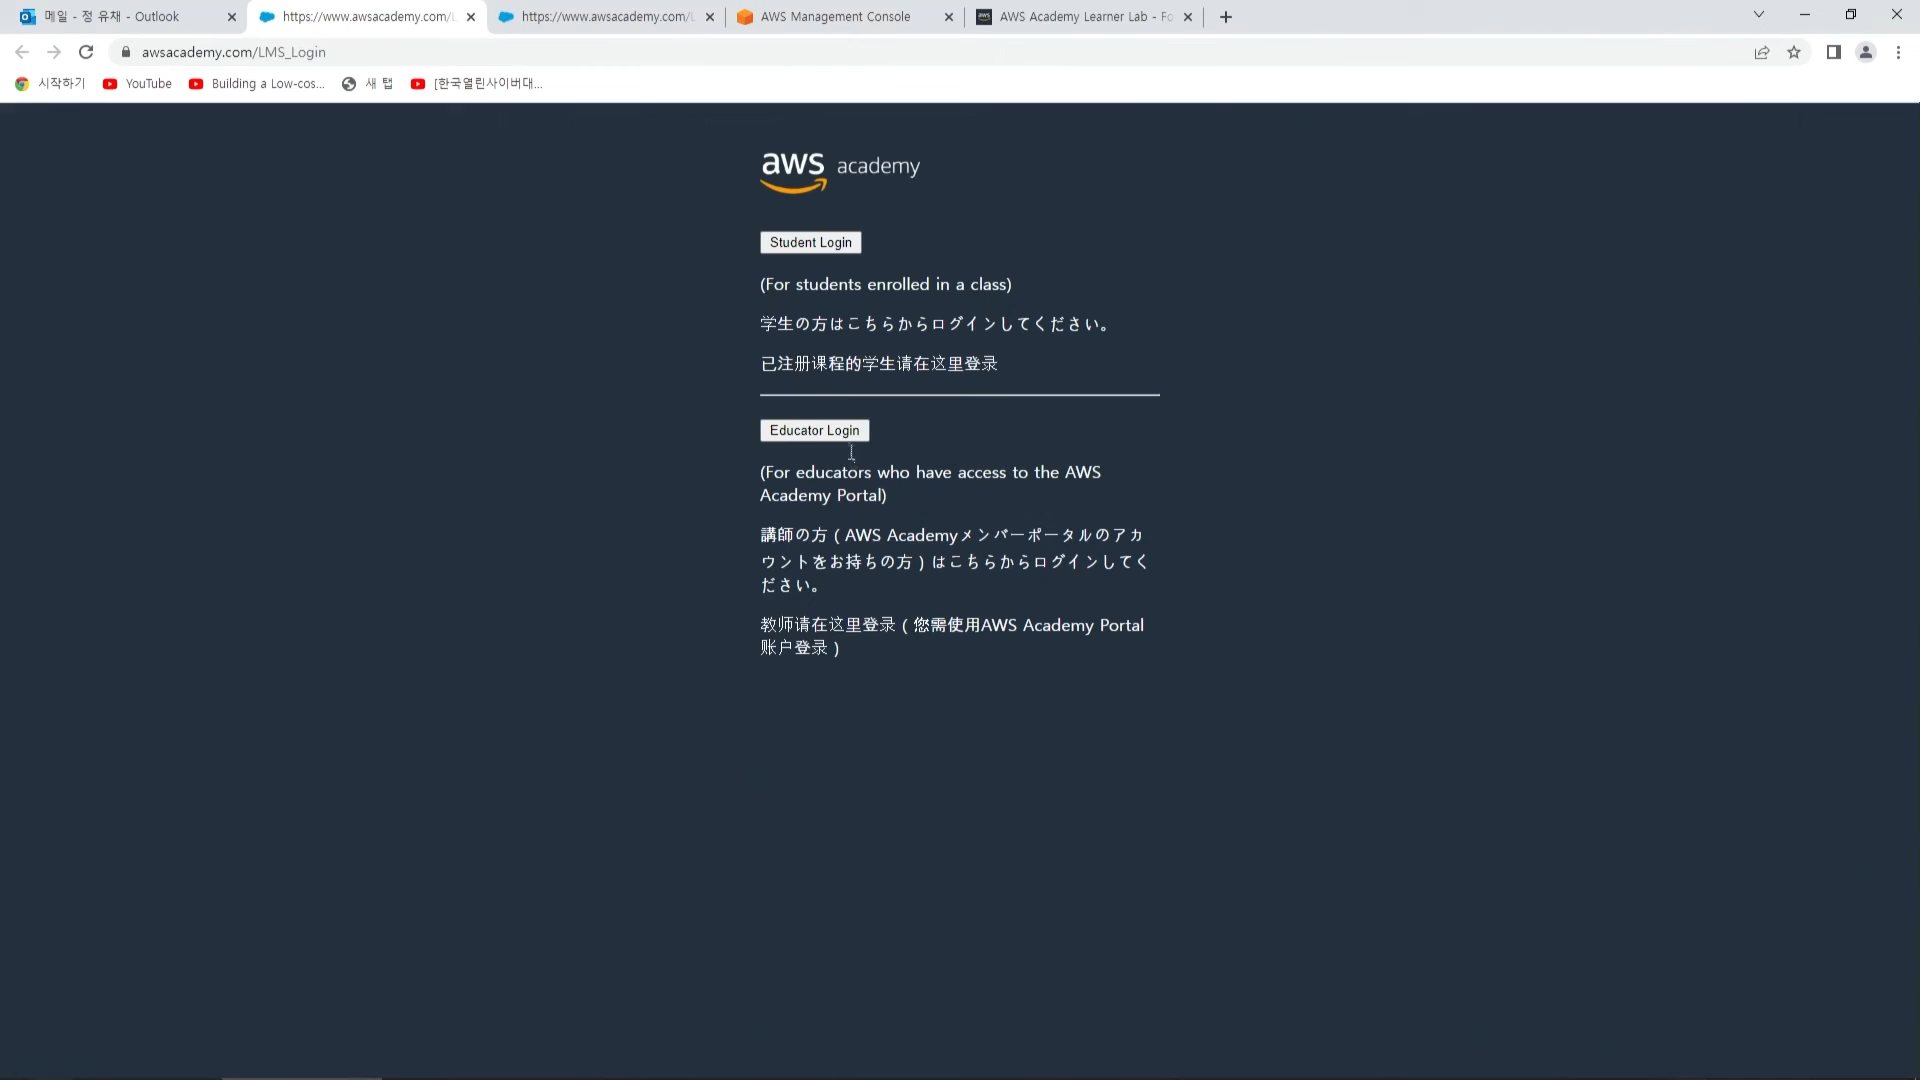 메일 - 정 유채 - Outlook
https://www.awsacademy.com/L
https://www.awsacademy.com/L
AWS Management Console
AWS Academy Learner Lab - Fo
awsacademy.com/LMS_Login
시작하기
YouTube
Building a Low-cos...
새 탭
[한국열린사이버대...
aws academy
Student Login
(For students enrolled in a class)
学生の方はこちらからログインしてください。
已注册课程的学生请在这里登录
Educator Login
(For educators who have access to the AWS
Academy Portal)
講師の方 ( AWS Academyメンバーポータルのアカ
ウントをお持ちの方 ) はこちらからログインしてく
ださい。
教师请在这里登录 ( 您需使用AWS Academy Portal
账户登录 )